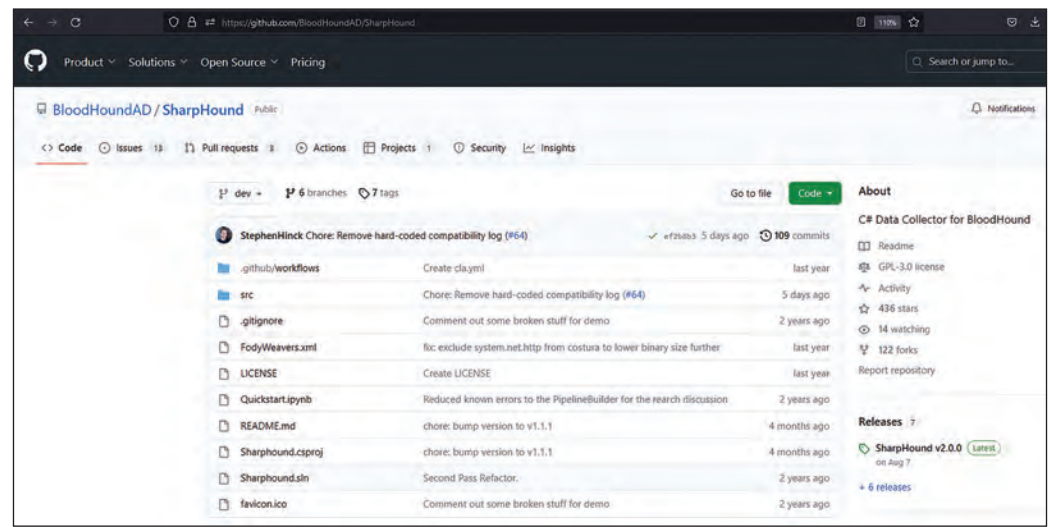 https://github.com/BloodHoundAD/SharpHound
110%
Product Solutions Open Source Pricing
Search or jump to...
BloodHoundAD / SharpHound Public
Notifications
<> Code Issues 13 Pull requests 3 Actions Projects 1 Security Insights
dev 6 branches 7 tags
Go to file Code
StephenHinck Chore: Remove hard-coded compatibility log (#64) 5 days ago 109 commits
.github/workflows Create cla.yml last year
src Chore: Remove hard-coded compatibility log (#64) 5 days ago
.gitignore Comment out some broken stuff for demo 2 years ago
FodyWeavers.xml fix: exclude system.net.http from costura to lower binary size further last year
LICENSE Create LICENSE last year
Quickstart.ipynb Reduced known errors to the PipelineBuilder for the rearch discussion 2 years ago
README.md chore: bump version to v1.1.1 4 months ago
Sharphound.csproj chore: bump version to v1.1.1 4 months ago
Sharphound.sln Second Pass Refactor. 2 years ago
favicon.ico Comment out some broken stuff for demo 2 years ago
About
C# Data Collector for BloodHound
Readme
GPL-3.0 license
Activity
436 stars
14 watching
122 forks
Report repository
Releases 7
SharpHound v2.0.0 Latest
on Aug 7
+ 6 releases